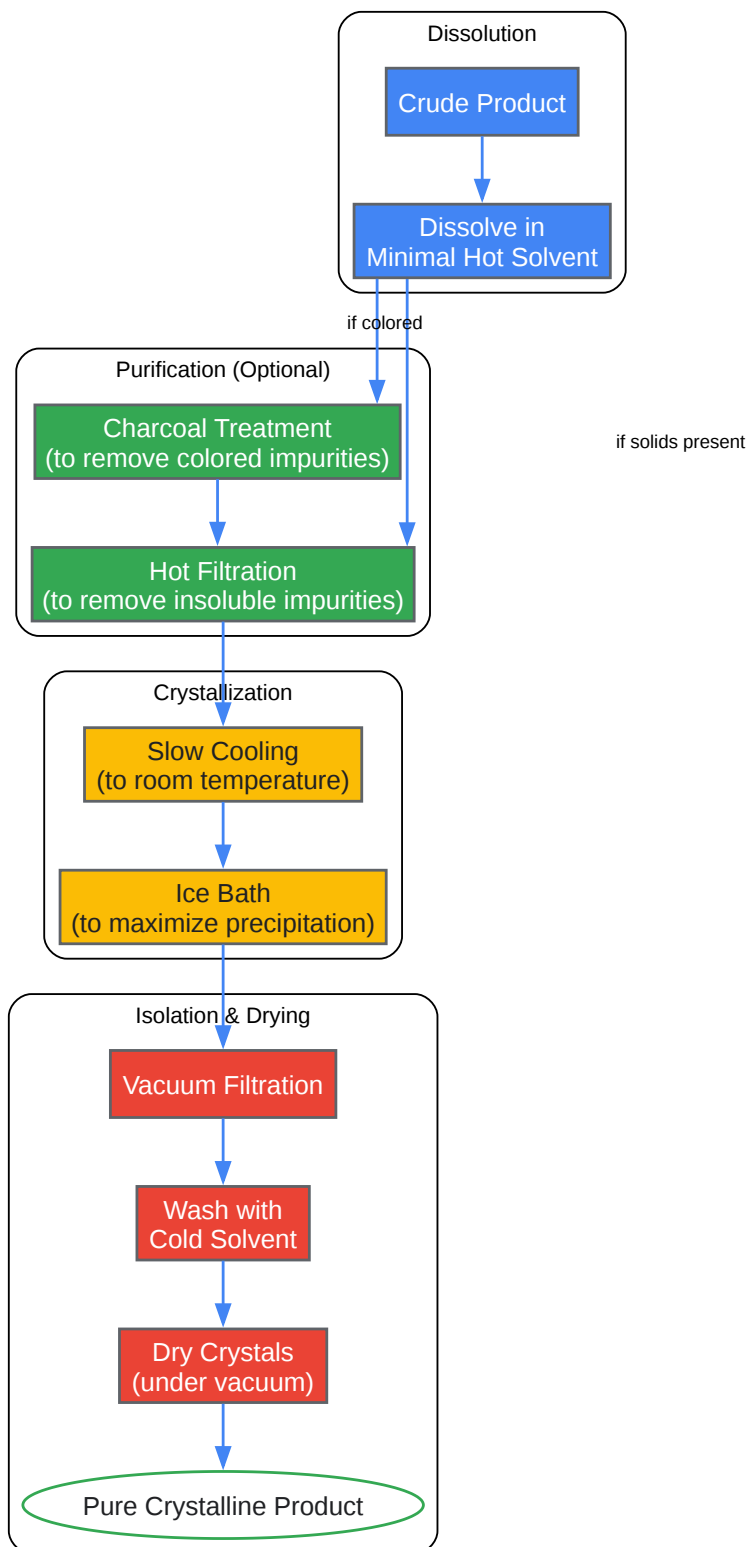 Dissolution
Crude Product
Dissolve in
Minimal Hot Solvent
if colored
Purification (Optional)
Charcoal Treatment
(to remove colored impurities)
if solids present
Hot Filtration
(to remove insoluble impurities)
Crystallization
Slow Cooling
(to room temperature)
Ice Bath
(to maximize precipitation)
Isolation & Drying
Vacuum Filtration
Wash with
Cold Solvent
Dry Crystals
(under vacuum)
Pure Crystalline Product